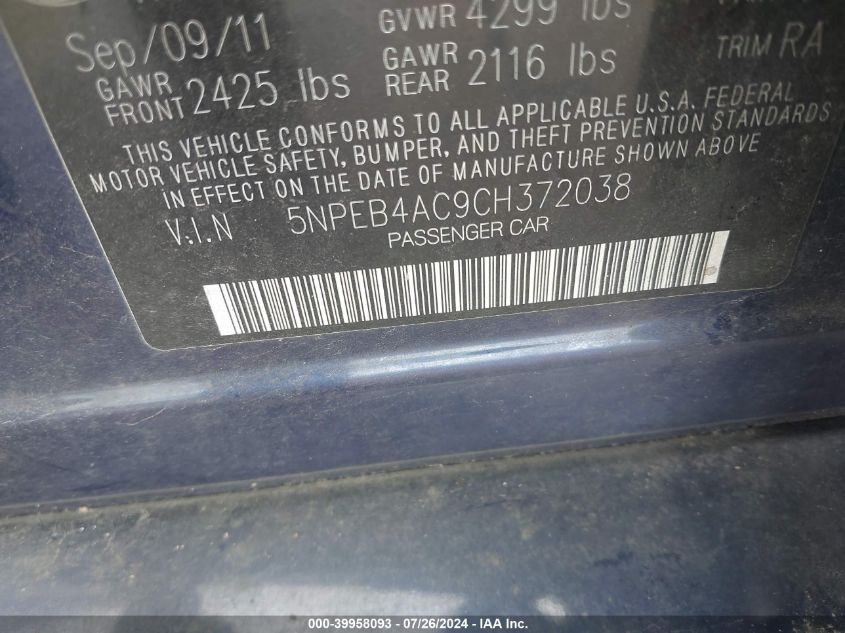 Sep/09/11 GVWR 4299 lbs
GAWR FRONT 2425 lbs GAWR REAR 2116 lbs TRIM RA
THIS VEHICLE CONFORMS TO ALL APPLICABLE U.S.A. FEDERAL
MOTOR VEHICLE SAFETY, BUMPER, AND THEFT PREVENTION STANDARDS
IN EFFECT ON THE DATE OF MANUFACTURE SHOWN ABOVE
V.I.N 5NPEB4AC9CH372038
PASSENGER CAR
000-39958093 - 07/26/2024 - IAA Inc.